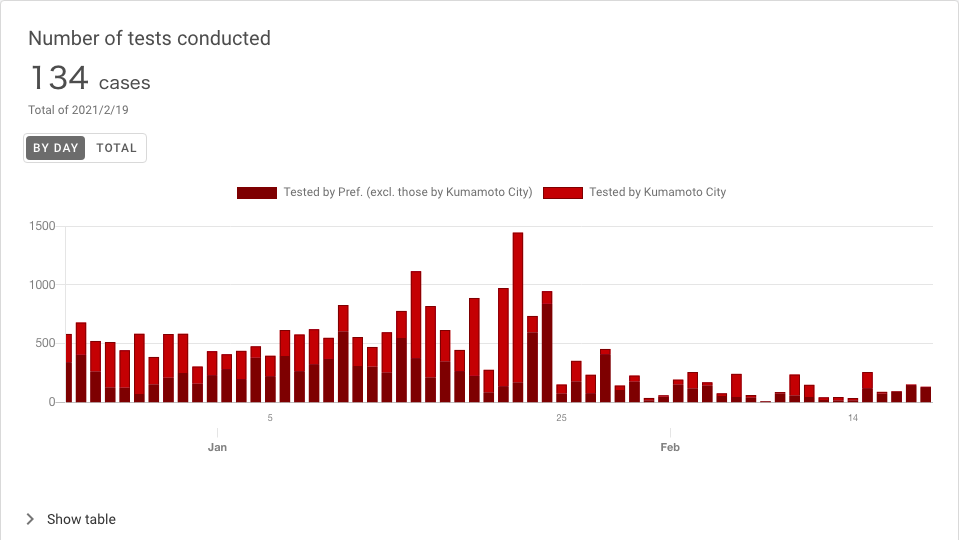 Number of tests conducted
134 cases
Total of 2021/2/19
BY DAY TOTAL
Tested by Pref. (excl. those by Kumamoto City) Tested by Kumamoto City
1500
1000
500
0
5 25 14
Jan Feb
Show table